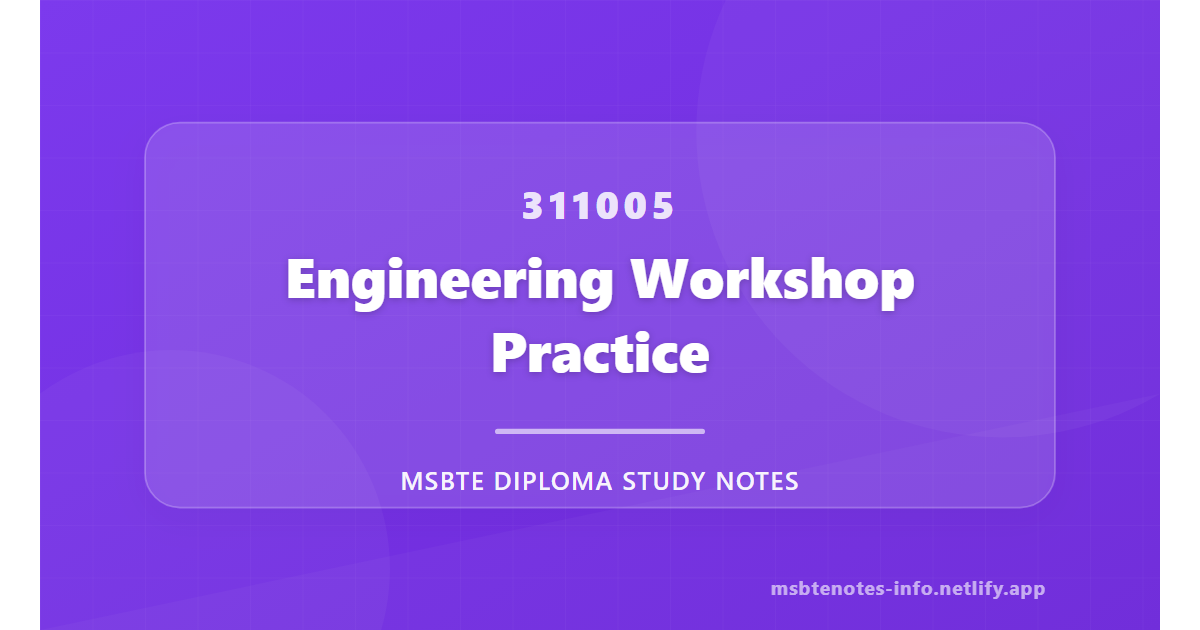 311005
Engineering Workshop
Practice
MSBTE DIPLOMA STUDY NOTES
msbtenotes-info.netlify.app